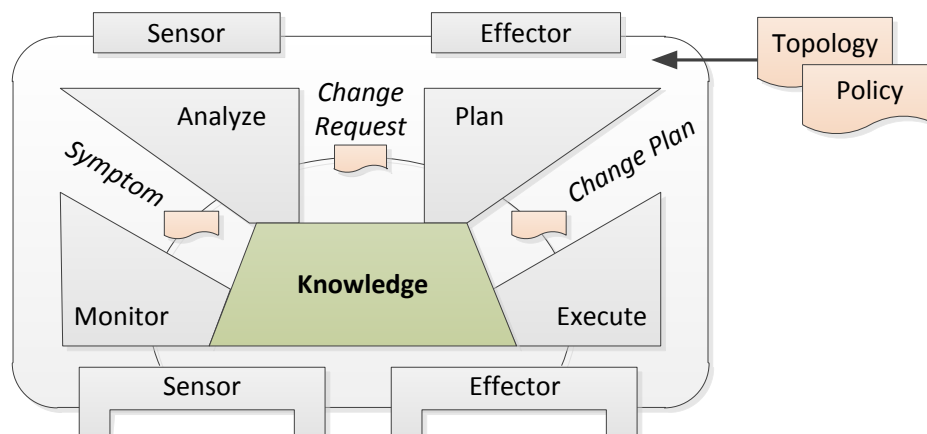 Sensor
Effector
Topology
Policy
Analyze
Change
Request
Plan
Symptom
Change Plan
Knowledge
Monitor
Execute
Sensor
Effector